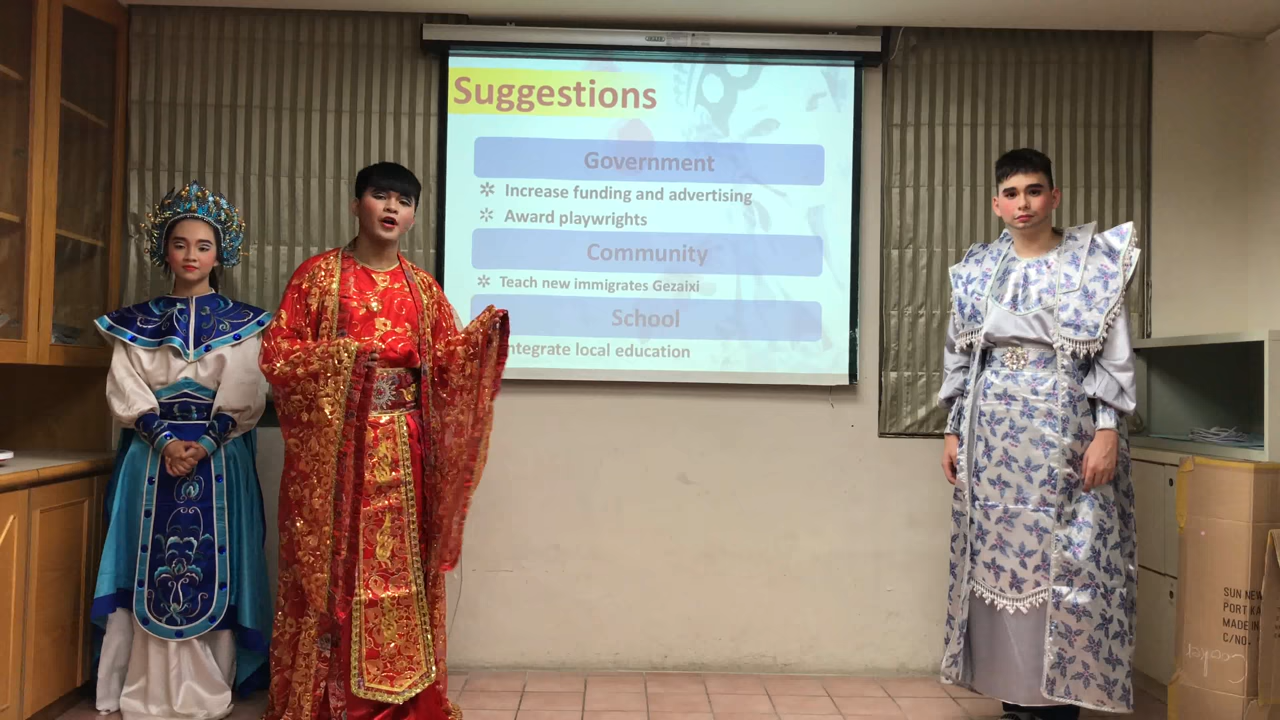 Suggestions
Government
Increase funding and advertising
Award playwrights
Community
Teach new immigrates Gezaixi
School
ntegrate local education
SUN NEW
PORT KA
MADE IN
C/NO.